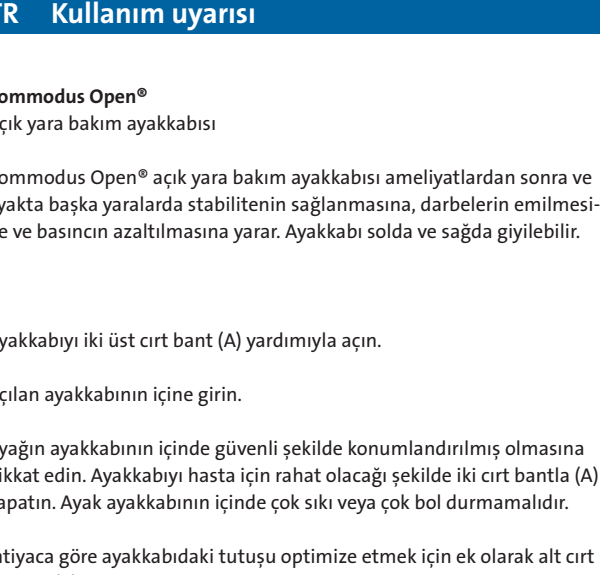 TR Kullanım uyarısı
ommodus Open®
çık yara bakım ayakkabısı
ommodus Open® açık yara bakım ayakkabısı ameliyatlardan sonra ve
yakta başka yaralarda stabilitenin sağlanmasına, darbelerin emilmesi-
e ve basıncın azaltılmasına yarar. Ayakkabı solda ve sağda giyilebilir.
yakkabıyı iki üst cırt bant (A) yardımıyla açın.
çılan ayakkabının içine girin.
yağın ayakkabının içinde güvenli şekilde konumlandırılmış olmasına
ikkat edin. Ayakkabıyı hasta için rahat olacağı şekilde iki cırt bantla (A)
apatın. Ayak ayakkabının içinde çok sıkı veya çok bol durmamalıdır.
htiyaca göre ayakkabıdaki tutuşu optimize etmek için ek olarak alt cırt